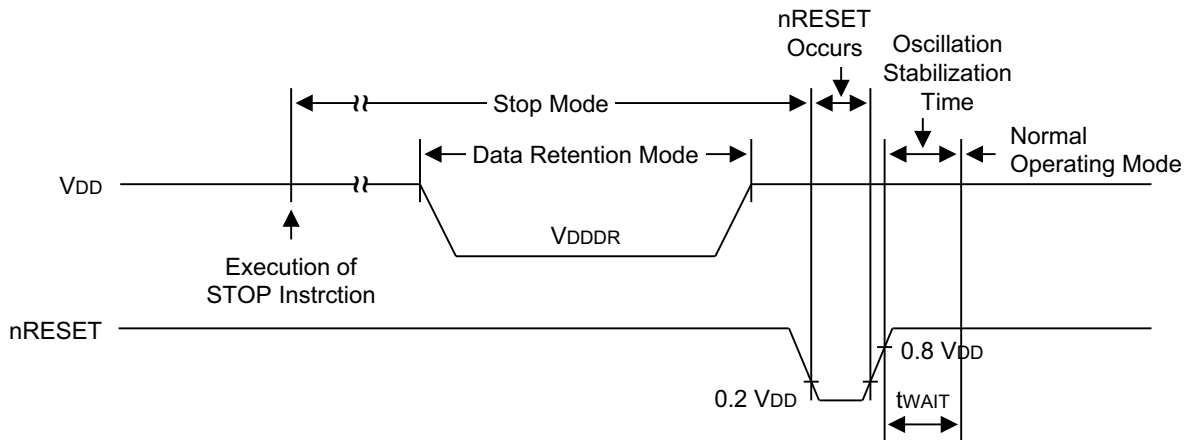 nRESET
Occurs
Oscillation
Stabilization
Time
Stop Mode
Normal
Operating Mode
Data Retention Mode
VDD
VDDDR
Execution of
STOP Instrction
nRESET
0.8 VDD
0.2 VDD
tWAIT